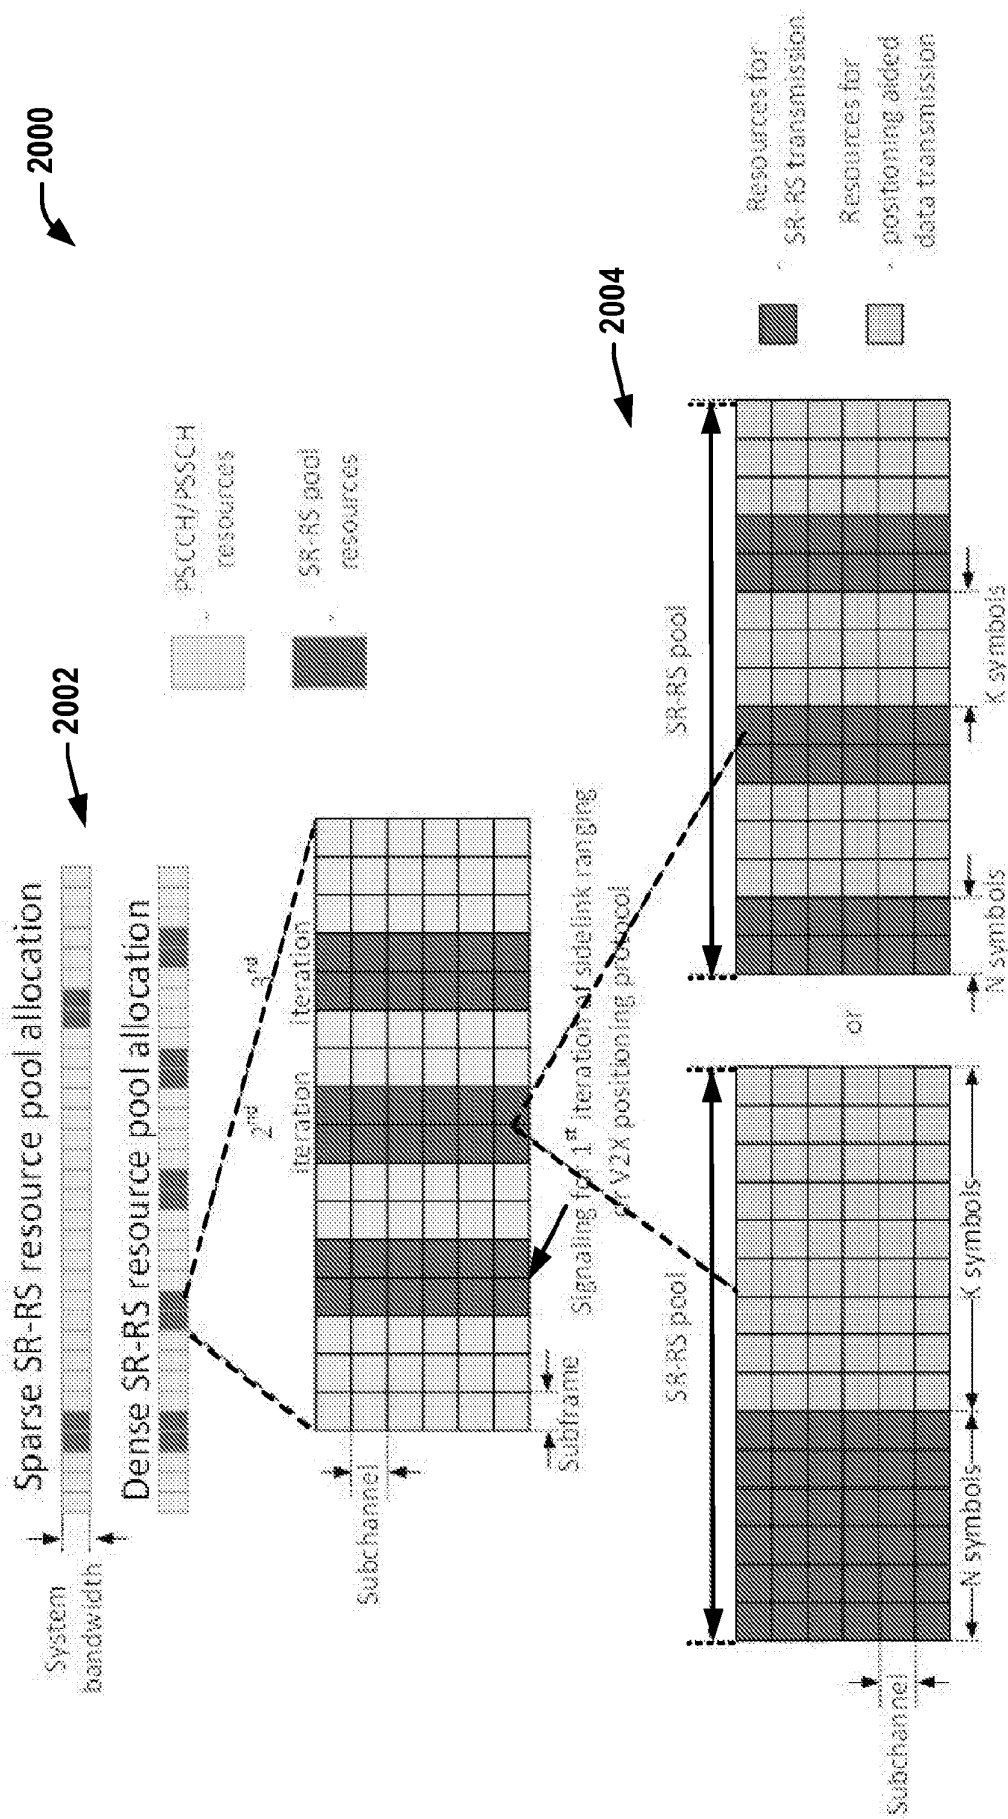 2000
Sparse SR-RS resource pool allocation
2002
System
bandwidth
Dense SR-RS resource pool allocation
PSCCH/PSSCH
resources
SR-RS pool
resources
2nd
iteration
3rd
iteration
Subchannel
Subframe
Signaling for 1st iteration of sidelink ranging
or V2X positioning protocol
2004
SR-RS pool
SR-RS pool
or
Subchannel
N symbols
K symbols
N symbols
K symbols
Resources for
SR-RS transmission
Resources for
positioning aided
data transmission